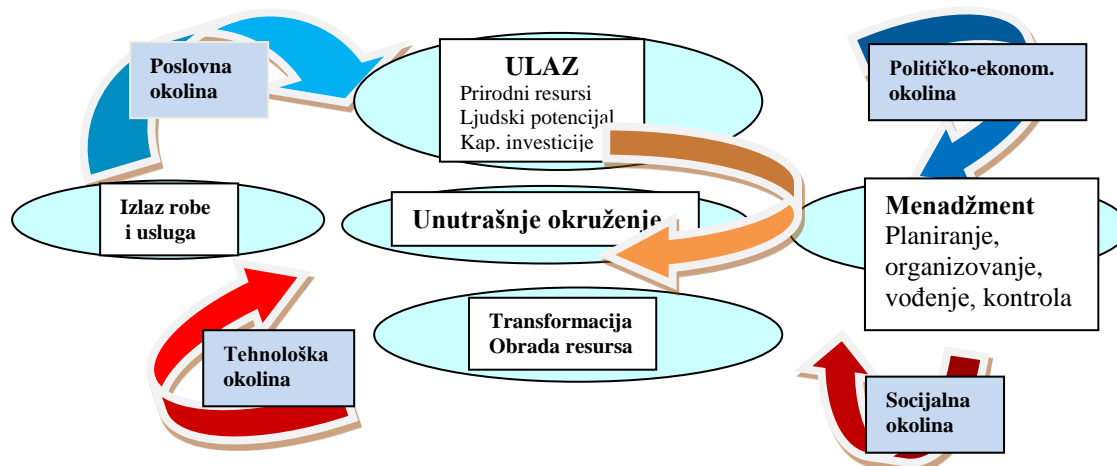 Poslovna
okolina
ULAZ
Prirodni resursi
Ljudski potencijal
Kap. investicije
Političko-ekonom.
okolina
Izlaz robe
i usluga
Unutrašnje okruženje
Menadžment
Planiranje,
organizovanje,
vođenje, kontrola
Transformacija
Obrada resursa
Tehnološka
okolina
Socijalna
okolina